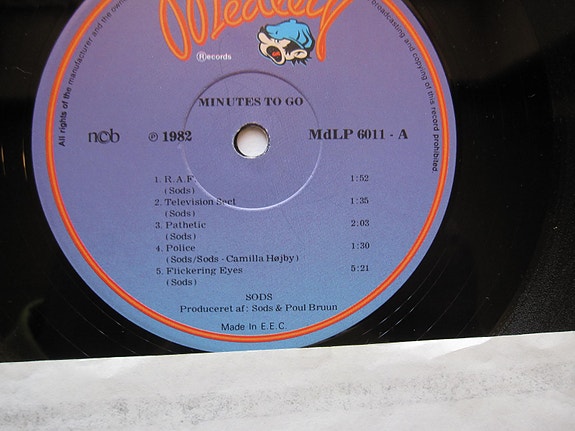 Medley
Ⓡecords
All rights of the manufacturer and the
broadcasting and copying of this record prohibited
MINUTES TO GO
ncb
℗ 1982
MdLP 6011 - A
1. R.A.F. 1:52
(Sods)
2. Television Sect 1:35
(Sods)
3. Pathetic 2:03
(Sods)
4. Police 1:30
(Sods/Sods - Camilla Højby)
5. Flickering Eyes 5:21
(Sods)
SODS
Produceret af: Sods & Poul Bruun
Made in E.E.C.